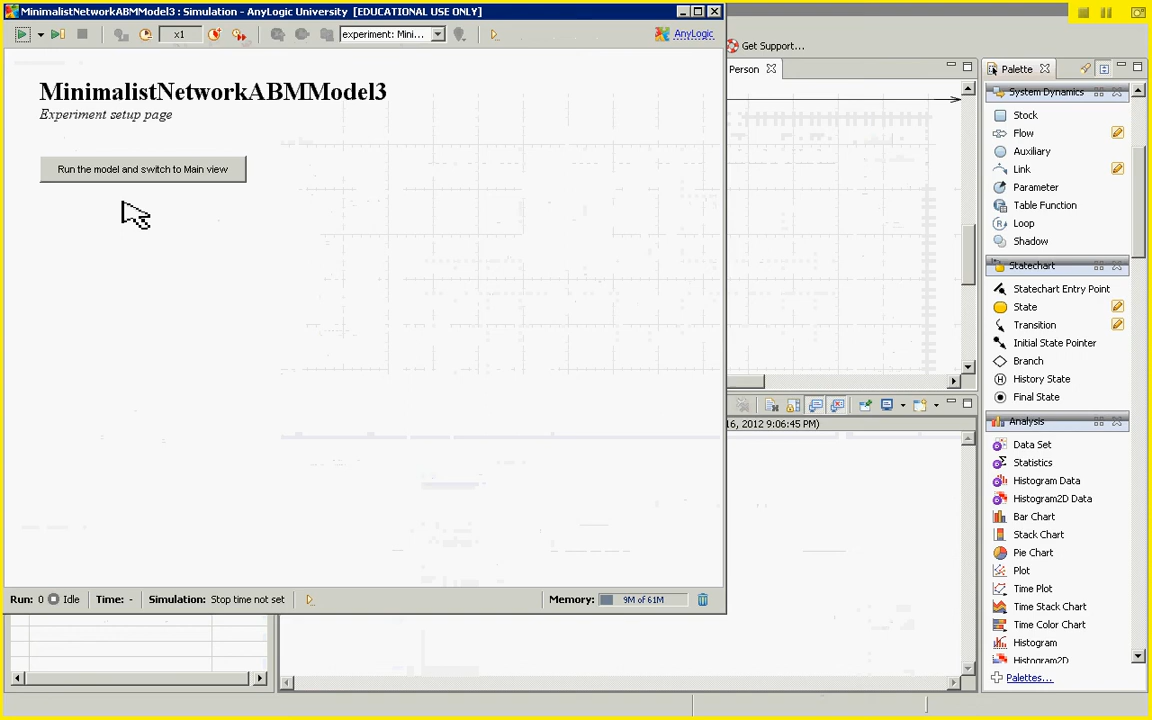 MinimalistNetworkABMModel3 : Simulation - AnyLogic University [EDUCATIONAL USE ONLY]
x1
experiment: Mini...
AnyLogic
Get Support...
MinimalistNetworkABMModel3
Experiment setup page
Run the model and switch to Main view
Person
Palette
System Dynamics
Stock
Flow
Auxiliary
Link
Parameter
Table Function
Loop
Shadow
Statechart
Statechart Entry Point
State
Transition
Initial State Pointer
Branch
History State
Final State
Analysis
Data Set
Statistics
Histogram Data
Histogram2D Data
Bar Chart
Stack Chart
Pie Chart
Plot
Time Plot
Time Stack Chart
Time Color Chart
Histogram
Histogram2D
Palettes...
16, 2012 9:06:45 PM)
Run: 0 Idle Time: - Simulation: Stop time not set Memory: 9M of 61M